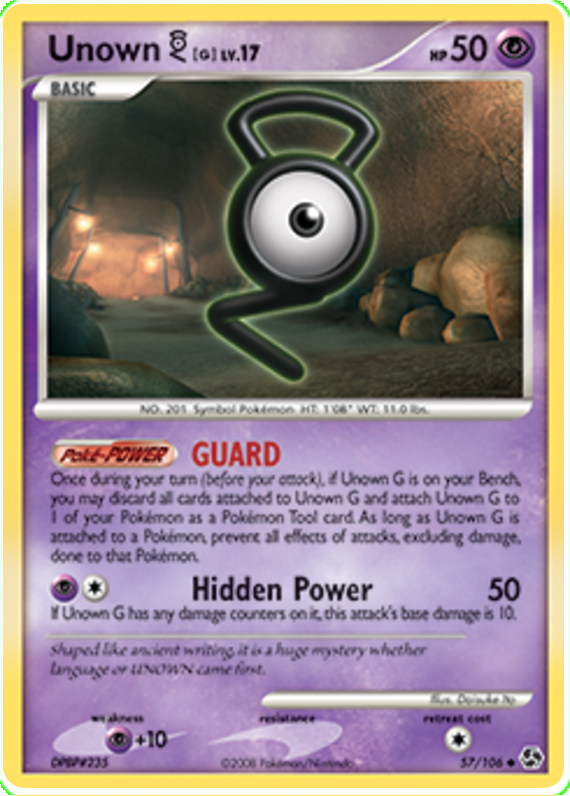 Unown [G] LV.17 HP 50
BASIC
NO. 201 Symbol Pokémon HT: 1'08" WT: 11.0 lbs.
Poké-POWER GUARD
Once during your turn (before your attack), if Unown G is on your Bench,
you may discard all cards attached to Unown G and attach Unown G to
1 of your Pokémon as a Pokémon Tool card. As long as Unown G is
attached to a Pokémon, prevent all effects of attacks, excluding damage,
done to that Pokémon.
Hidden Power 50
If Unown G has any damage counters on it, this attack's base damage is 10.
Shaped like ancient writing, it is a huge mystery whether
language or UNOWN came first.
Illus. Daisuke Ito
weakness resistance retreat cost
+10
DPBP#235 ©2008 Pokémon/Nintendo 57/106